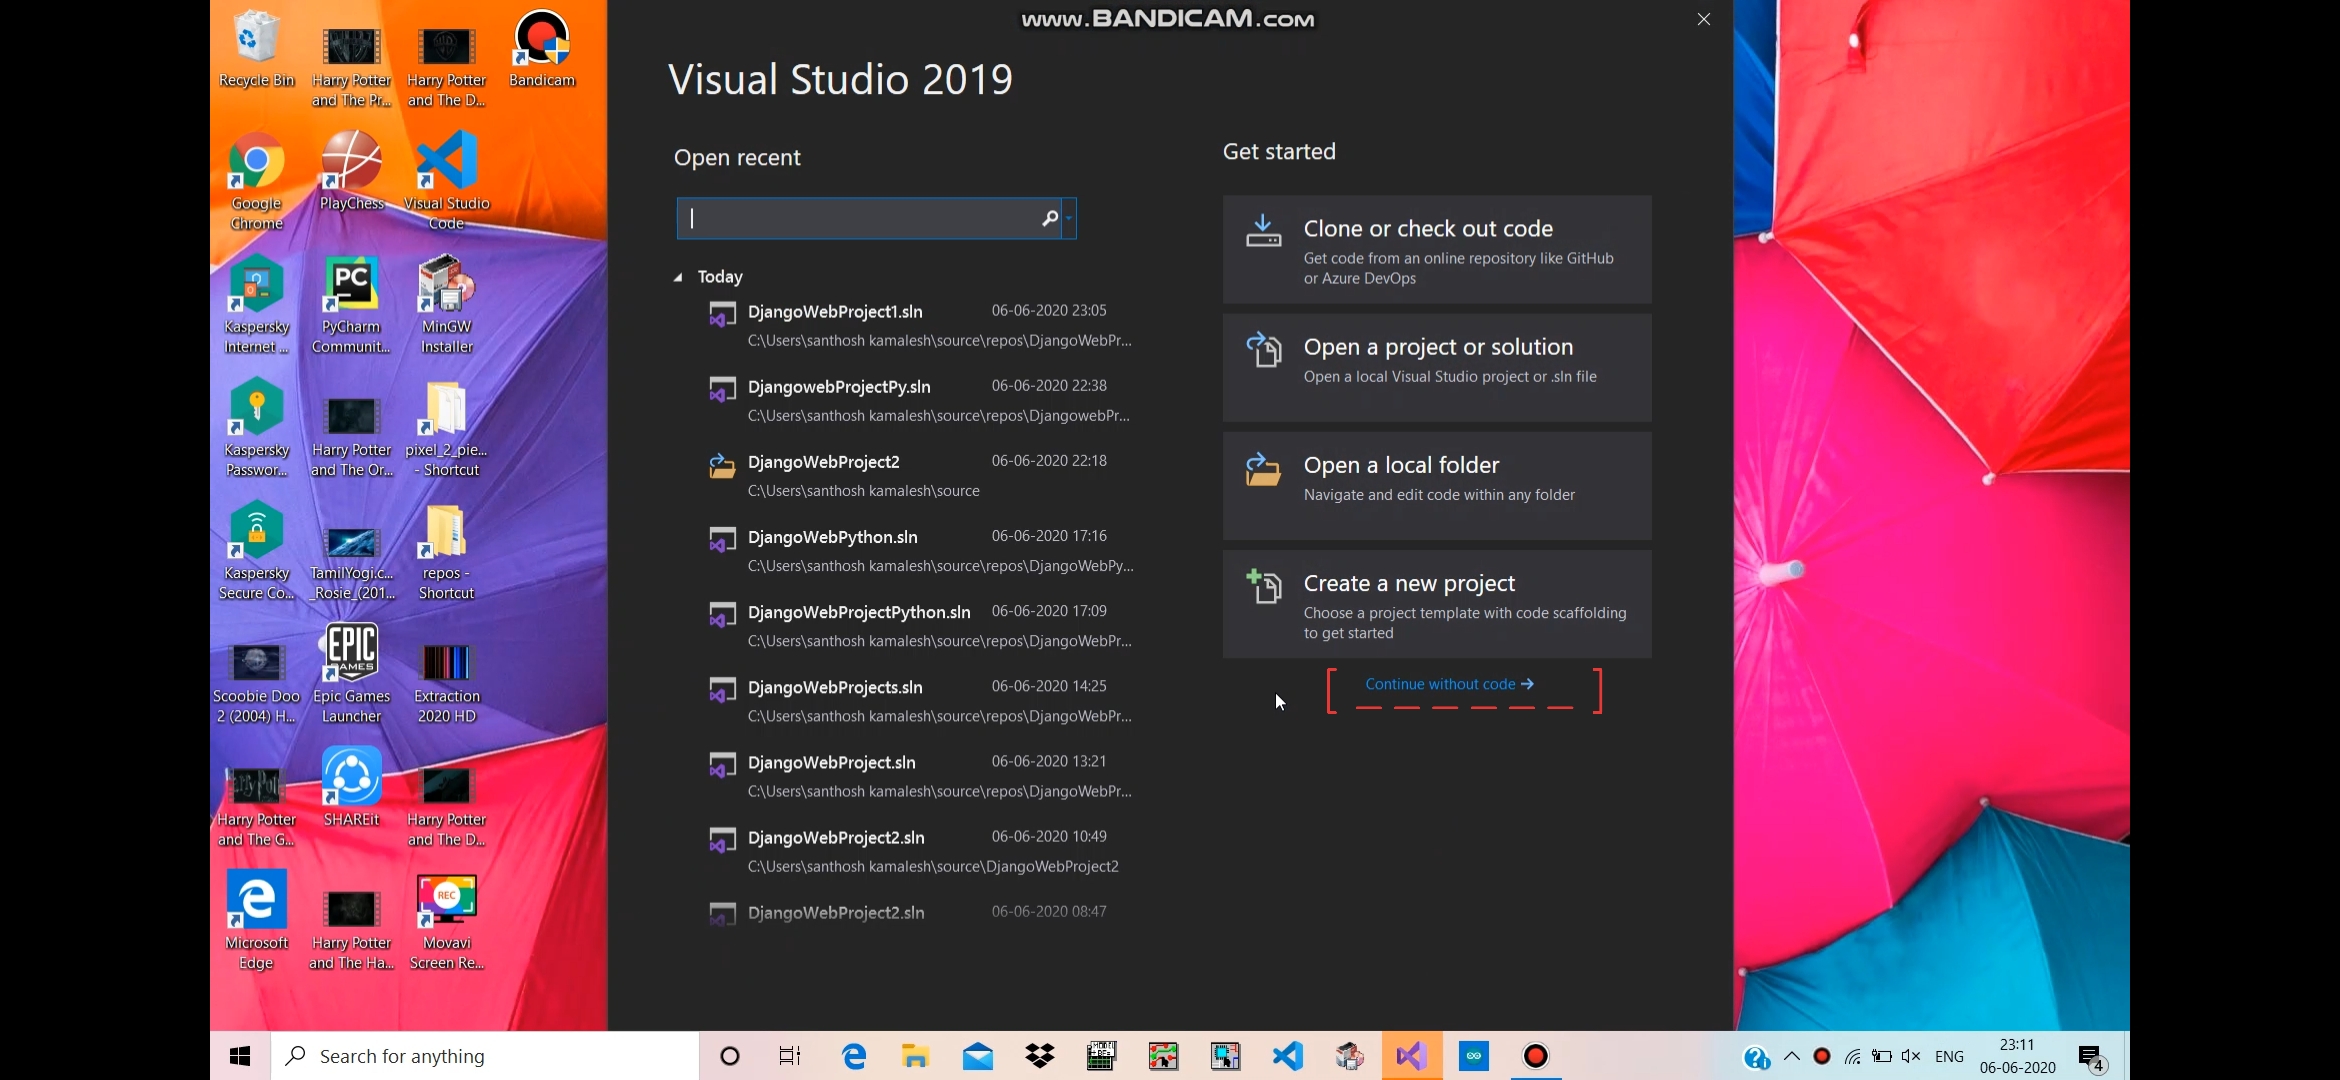 www.BANDICAM.com
Recycle Bin
Harry Potter
and The Pr...
Harry Potter
and The D...
Bandicam
Google
Chrome
PlayChess
Visual Studio
Code
Kaspersky
Internet ...
PC
PyCharm
Communit...
MinGW
Installer
Kaspersky
Passwor...
Harry Potter
and The Or...
pixel_2_pie...
- Shortcut
Kaspersky
Secure Co...
TamilYogi.c...
_Rosie_(201...
repos -
Shortcut
Scoobie Doo
2 (2004) H...
EPIC
GAMES
Epic Games
Launcher
Extraction
2020 HD
Harry Potter
and The G...
SHAREit
Harry Potter
and The D...
Microsoft
Edge
Harry Potter
and The Ha...
REC
Movavi
Screen Re...
Visual Studio 2019
Open recent
Today
DjangoWebProject1.sln 06-06-2020 23:05
C:\Users\santhosh kamalesh\source\repos\DjangoWebPr...
DjangowebProjectPy.sln 06-06-2020 22:38
C:\Users\santhosh kamalesh\source\repos\DjangowebPr...
DjangoWebProject2 06-06-2020 22:18
C:\Users\santhosh kamalesh\source
DjangoWebPython.sln 06-06-2020 17:16
C:\Users\santhosh kamalesh\source\repos\DjangoWebPy...
DjangoWebProjectPython.sln 06-06-2020 17:09
C:\Users\santhosh kamalesh\source\repos\DjangoWebPr...
DjangoWebProjects.sln 06-06-2020 14:25
C:\Users\santhosh kamalesh\source\repos\DjangoWebPr...
DjangoWebProject.sln 06-06-2020 13:21
C:\Users\santhosh kamalesh\source\repos\DjangoWebPr...
DjangoWebProject2.sln 06-06-2020 10:49
C:\Users\santhosh kamalesh\source\DjangoWebProject2
DjangoWebProject2.sln 06-06-2020 08:47
Get started
Clone or check out code
Get code from an online repository like GitHub
or Azure DevOps
Open a project or solution
Open a local Visual Studio project or .sln file
Open a local folder
Navigate and edit code within any folder
Create a new project
Choose a project template with code scaffolding
to get started
Continue without code →
Search for anything
ENG
23:11
06-06-2020
4